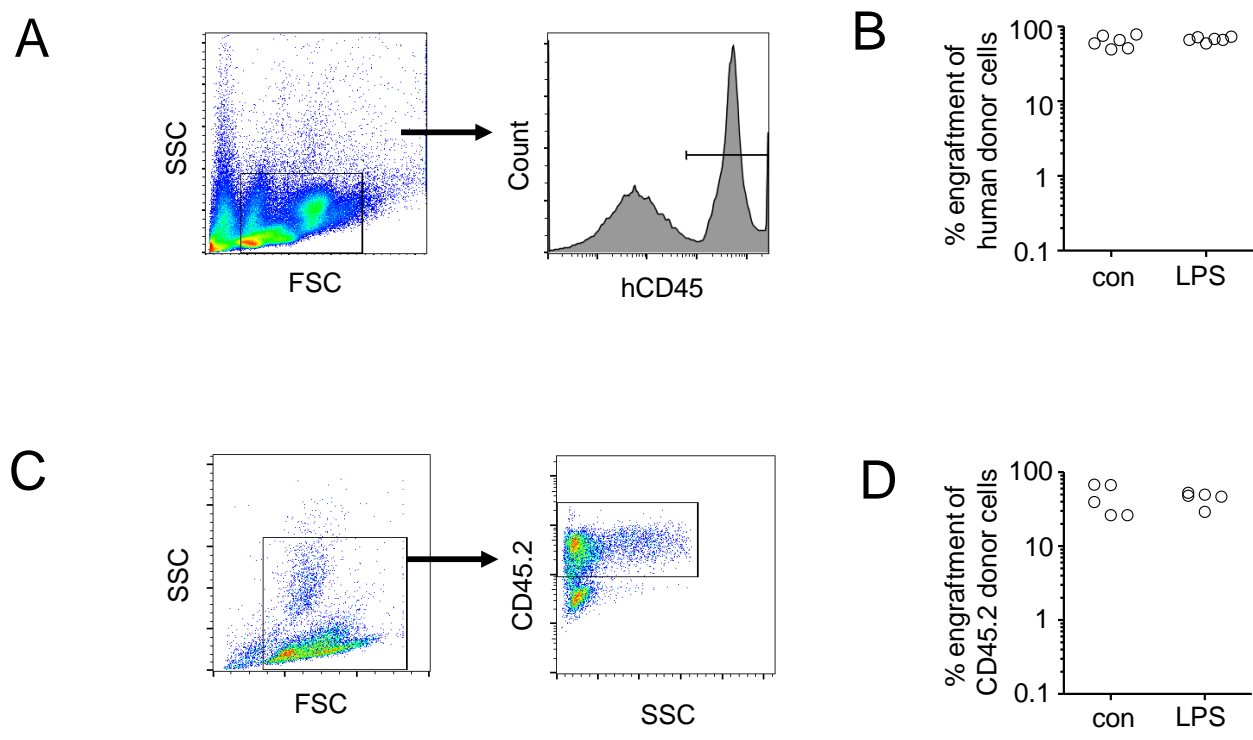 A
SSC
FSC
Count
hCD45
B
% engraftment of
human donor cells
100
10
1
0.1
con
LPS
C
SSC
FSC
CD45.2
SSC
D
% engraftment of
CD45.2 donor cells
100
10
1
0.1
con
LPS